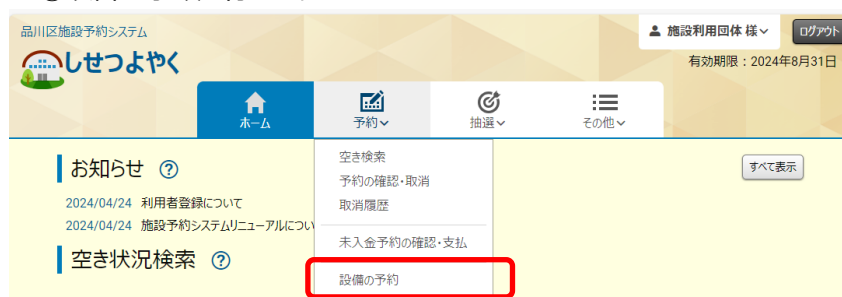 品川区施設予約システム
しせつよやく
施設利用団体 様
ログアウト
有効期限：2024年8月31日
ホーム
予約
抽選
その他
お知らせ ?
すべて表示
2024/04/24 利用者登録について
2024/04/24 施設予約システムリニューアルについ
空き状況検索 ?
空き検索
予約の確認・取消
取消履歴
未入金予約の確認・支払
設備の予約